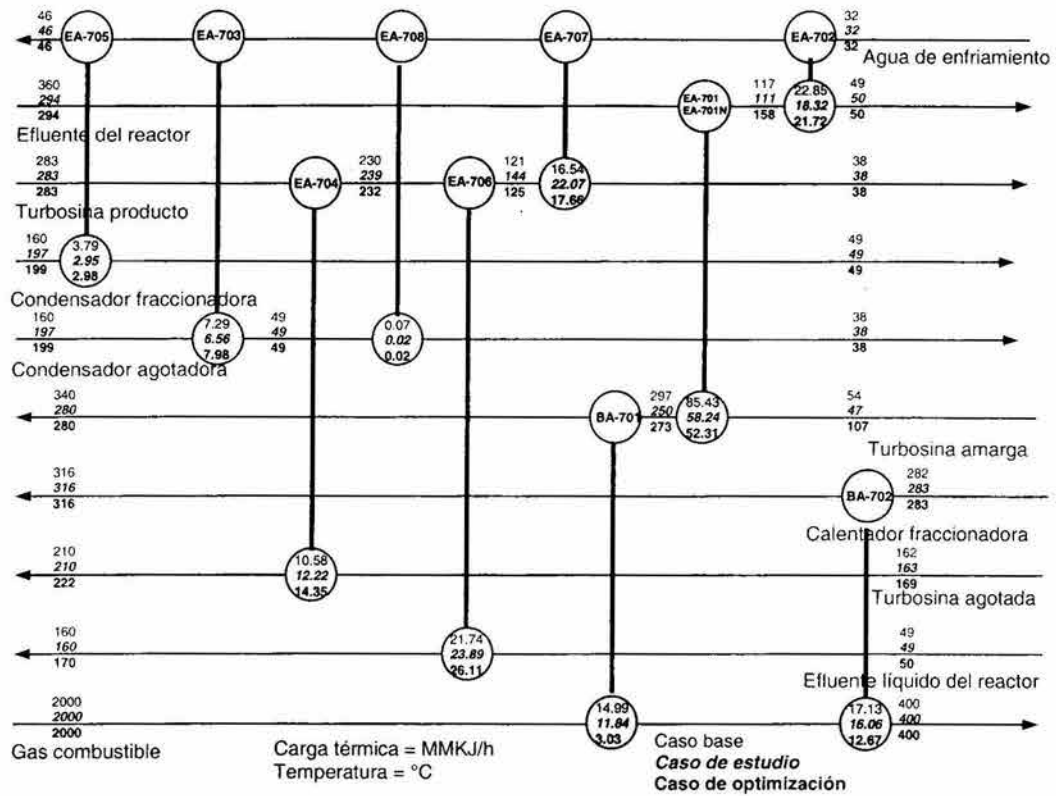 46 32
46 EA-705 EA-703 EA-708 EA-707 EA-702 32
46 32
Agua de enfriamiento
360 117 22.85 49
294 EA-701 111 18.32 50
294 EA-701N 158 21.72 50
Efluente del reactor
283 230 121 16.54 38
283 EA-704 239 EA-706 144 22.07 38
283 232 125 17.66 38
Turbosina producto
160 3.79 49
197 2.95 49
199 2.98 49
Condensador fraccionadora
160 7.29 49 0.07 38
197 6.56 49 0.02 38
199 7.98 49 0.02 38
Condensador agotadora
340 297 85.43 54
280 BA-701 250 58.24 47
280 273 52.31 107
Turbosina amarga
316 282
316 BA-702 283
316 283
Calentador fraccionadora
210 10.58 162
210 12.22 163
222 14.35 169
Turbosina agotada
160 21.74 49
160 23.89 49
170 26.11 50
Efluente líquido del reactor
2000 14.99 17.13 400
2000 11.84 16.06 400
2000 3.03 12.67 400
Gas combustible
Carga térmica = MMKJ/h
Temperatura = °C
Caso base
Caso de estudio
Caso de optimización